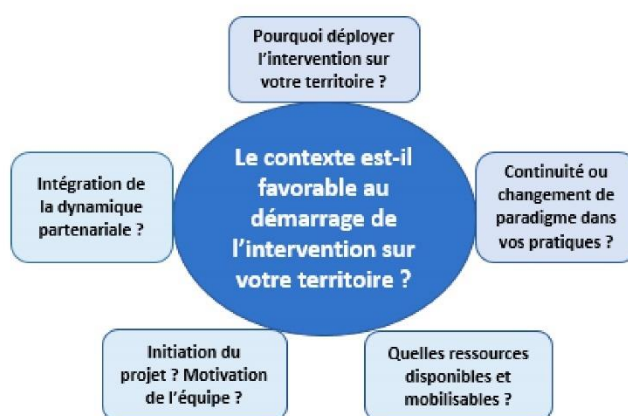 Pourquoi déployer
l'intervention sur
votre territoire ?
Le contexte est-il
favorable au
démarrage de
l'intervention sur
votre territoire ?
Intégration de
la dynamique
partenariale ?
Continuité ou
changement de
paradigme dans
vos pratiques ?
Initiation du
projet ? Motivation
de l'équipe ?
Quelles ressources
disponibles et
mobilisables ?